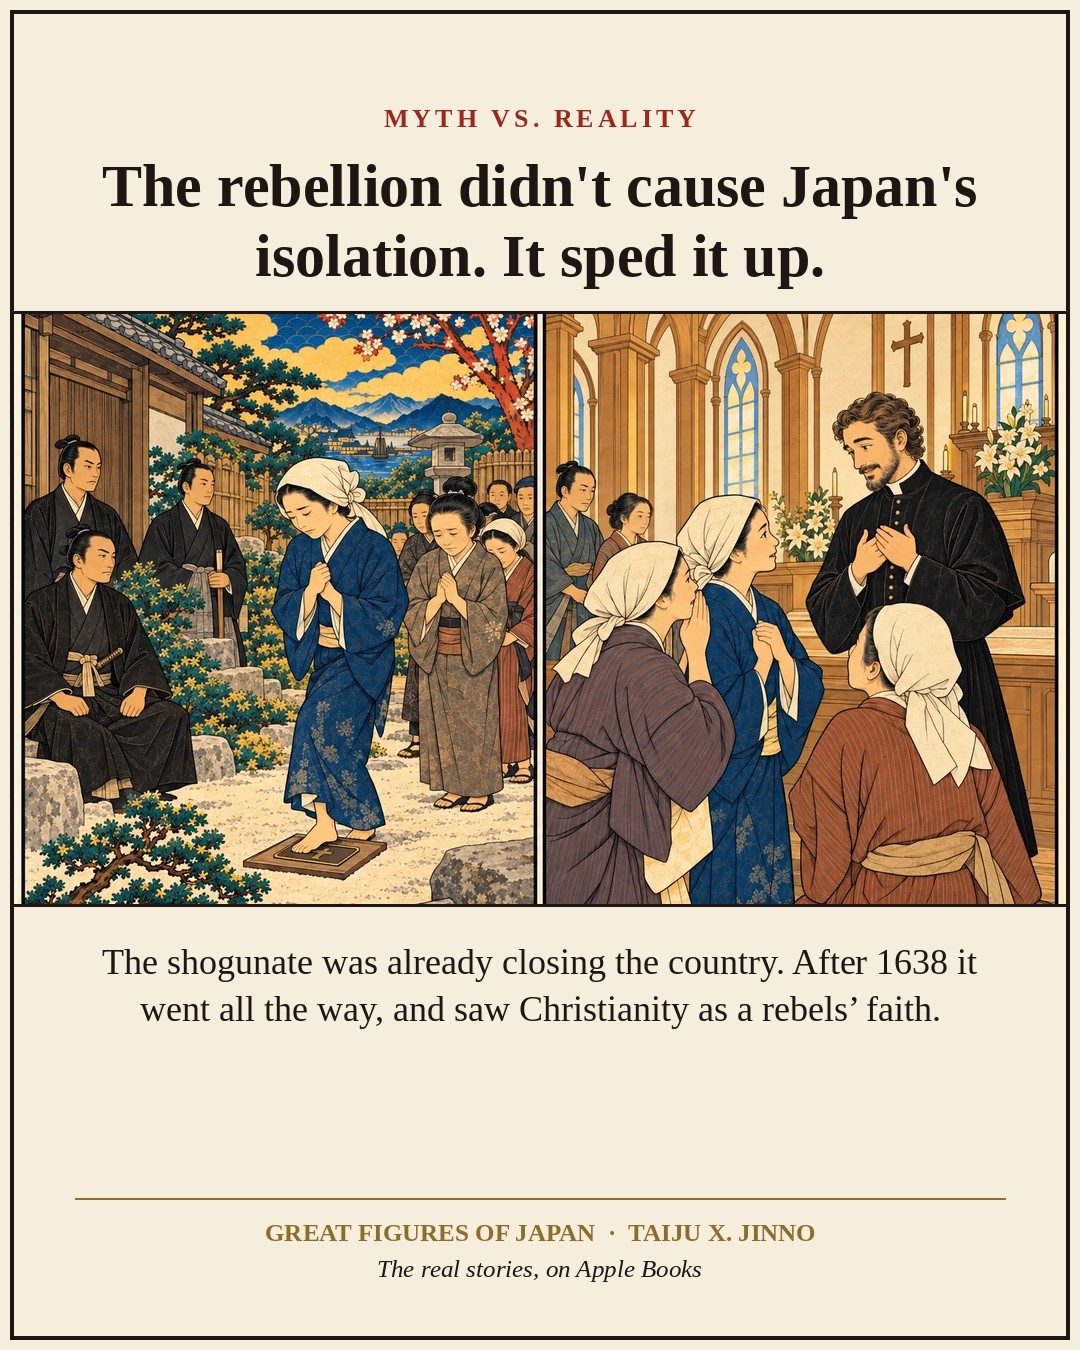 MYTH VS. REALITY
The rebellion didn't cause Japan's
isolation. It sped it up.
The shogunate was already closing the country. After 1638 it
went all the way, and saw Christianity as a rebels’ faith.
GREAT FIGURES OF JAPAN · TAIJU X. JINNO
The real stories, on Apple Books